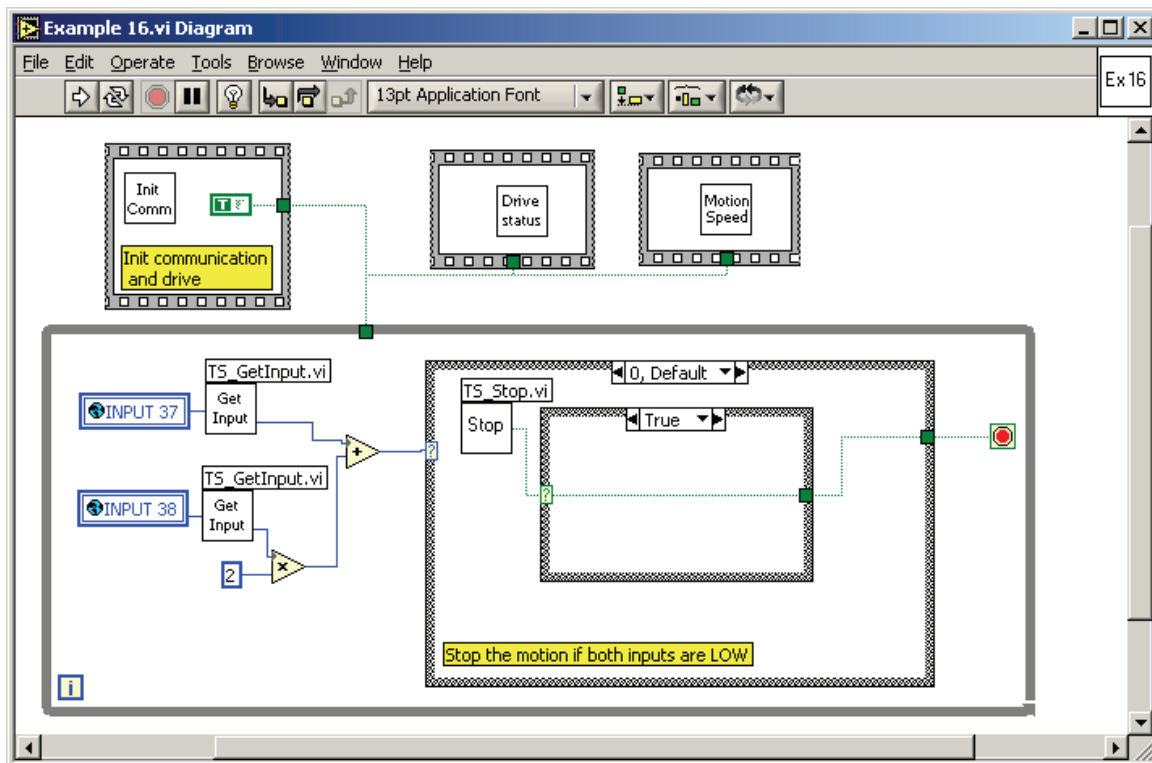 Example 16.vi Diagram
File Edit Operate Tools Browse Window Help
13pt Application Font
Ex 16
Init
Comm
T
Init communication
and drive
Drive
status
Motion
Speed
TS_GetInput.vi
INPUT 37
Get
Input
TS_GetInput.vi
INPUT 38
Get
Input
+
x
2
?
0, Default
TS_Stop.vi
Stop
True
?
Stop the motion if both inputs are LOW
i